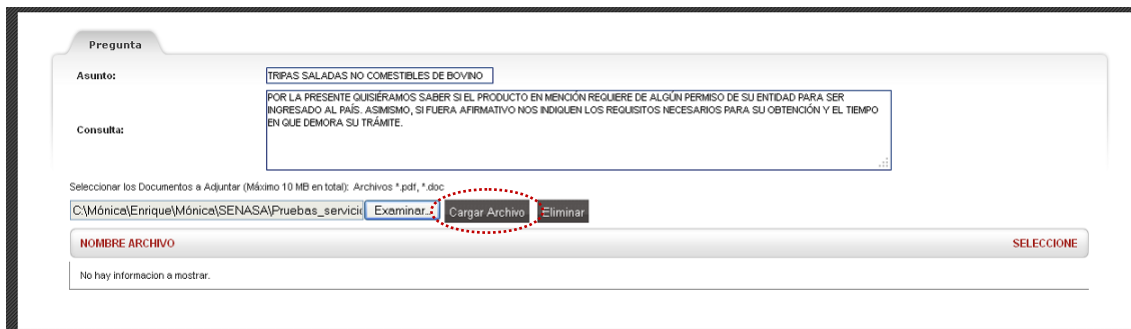 Pregunta
Asunto:
TRIPAS SALADAS NO COMESTIBLES DE BOVINO
Consulta:
POR LA PRESENTE QUISIÉRAMOS SABER SI EL PRODUCTO EN MENCIÓN REQUIERE DE ALGÚN PERMISO DE SU ENTIDAD PARA SER
INGRESADO AL PAÍS. ASIMISMO, SI FUERA AFIRMATIVO NOS INDIQUEN LOS REQUISITOS NECESARIOS PARA SU OBTENCIÓN Y EL TIEMPO
EN QUE DEMORA SU TRÁMITE.
Seleccionar los Documentos a Adjuntar (Máximo 10 MB en total): Archivos *.pdf, *.doc
C:\Mónica\Enrique\Mónica\SENASA\Pruebas_servici Examinar... Cargar Archivo Eliminar
NOMBRE ARCHIVO SELECCIONE
No hay informacion a mostrar.